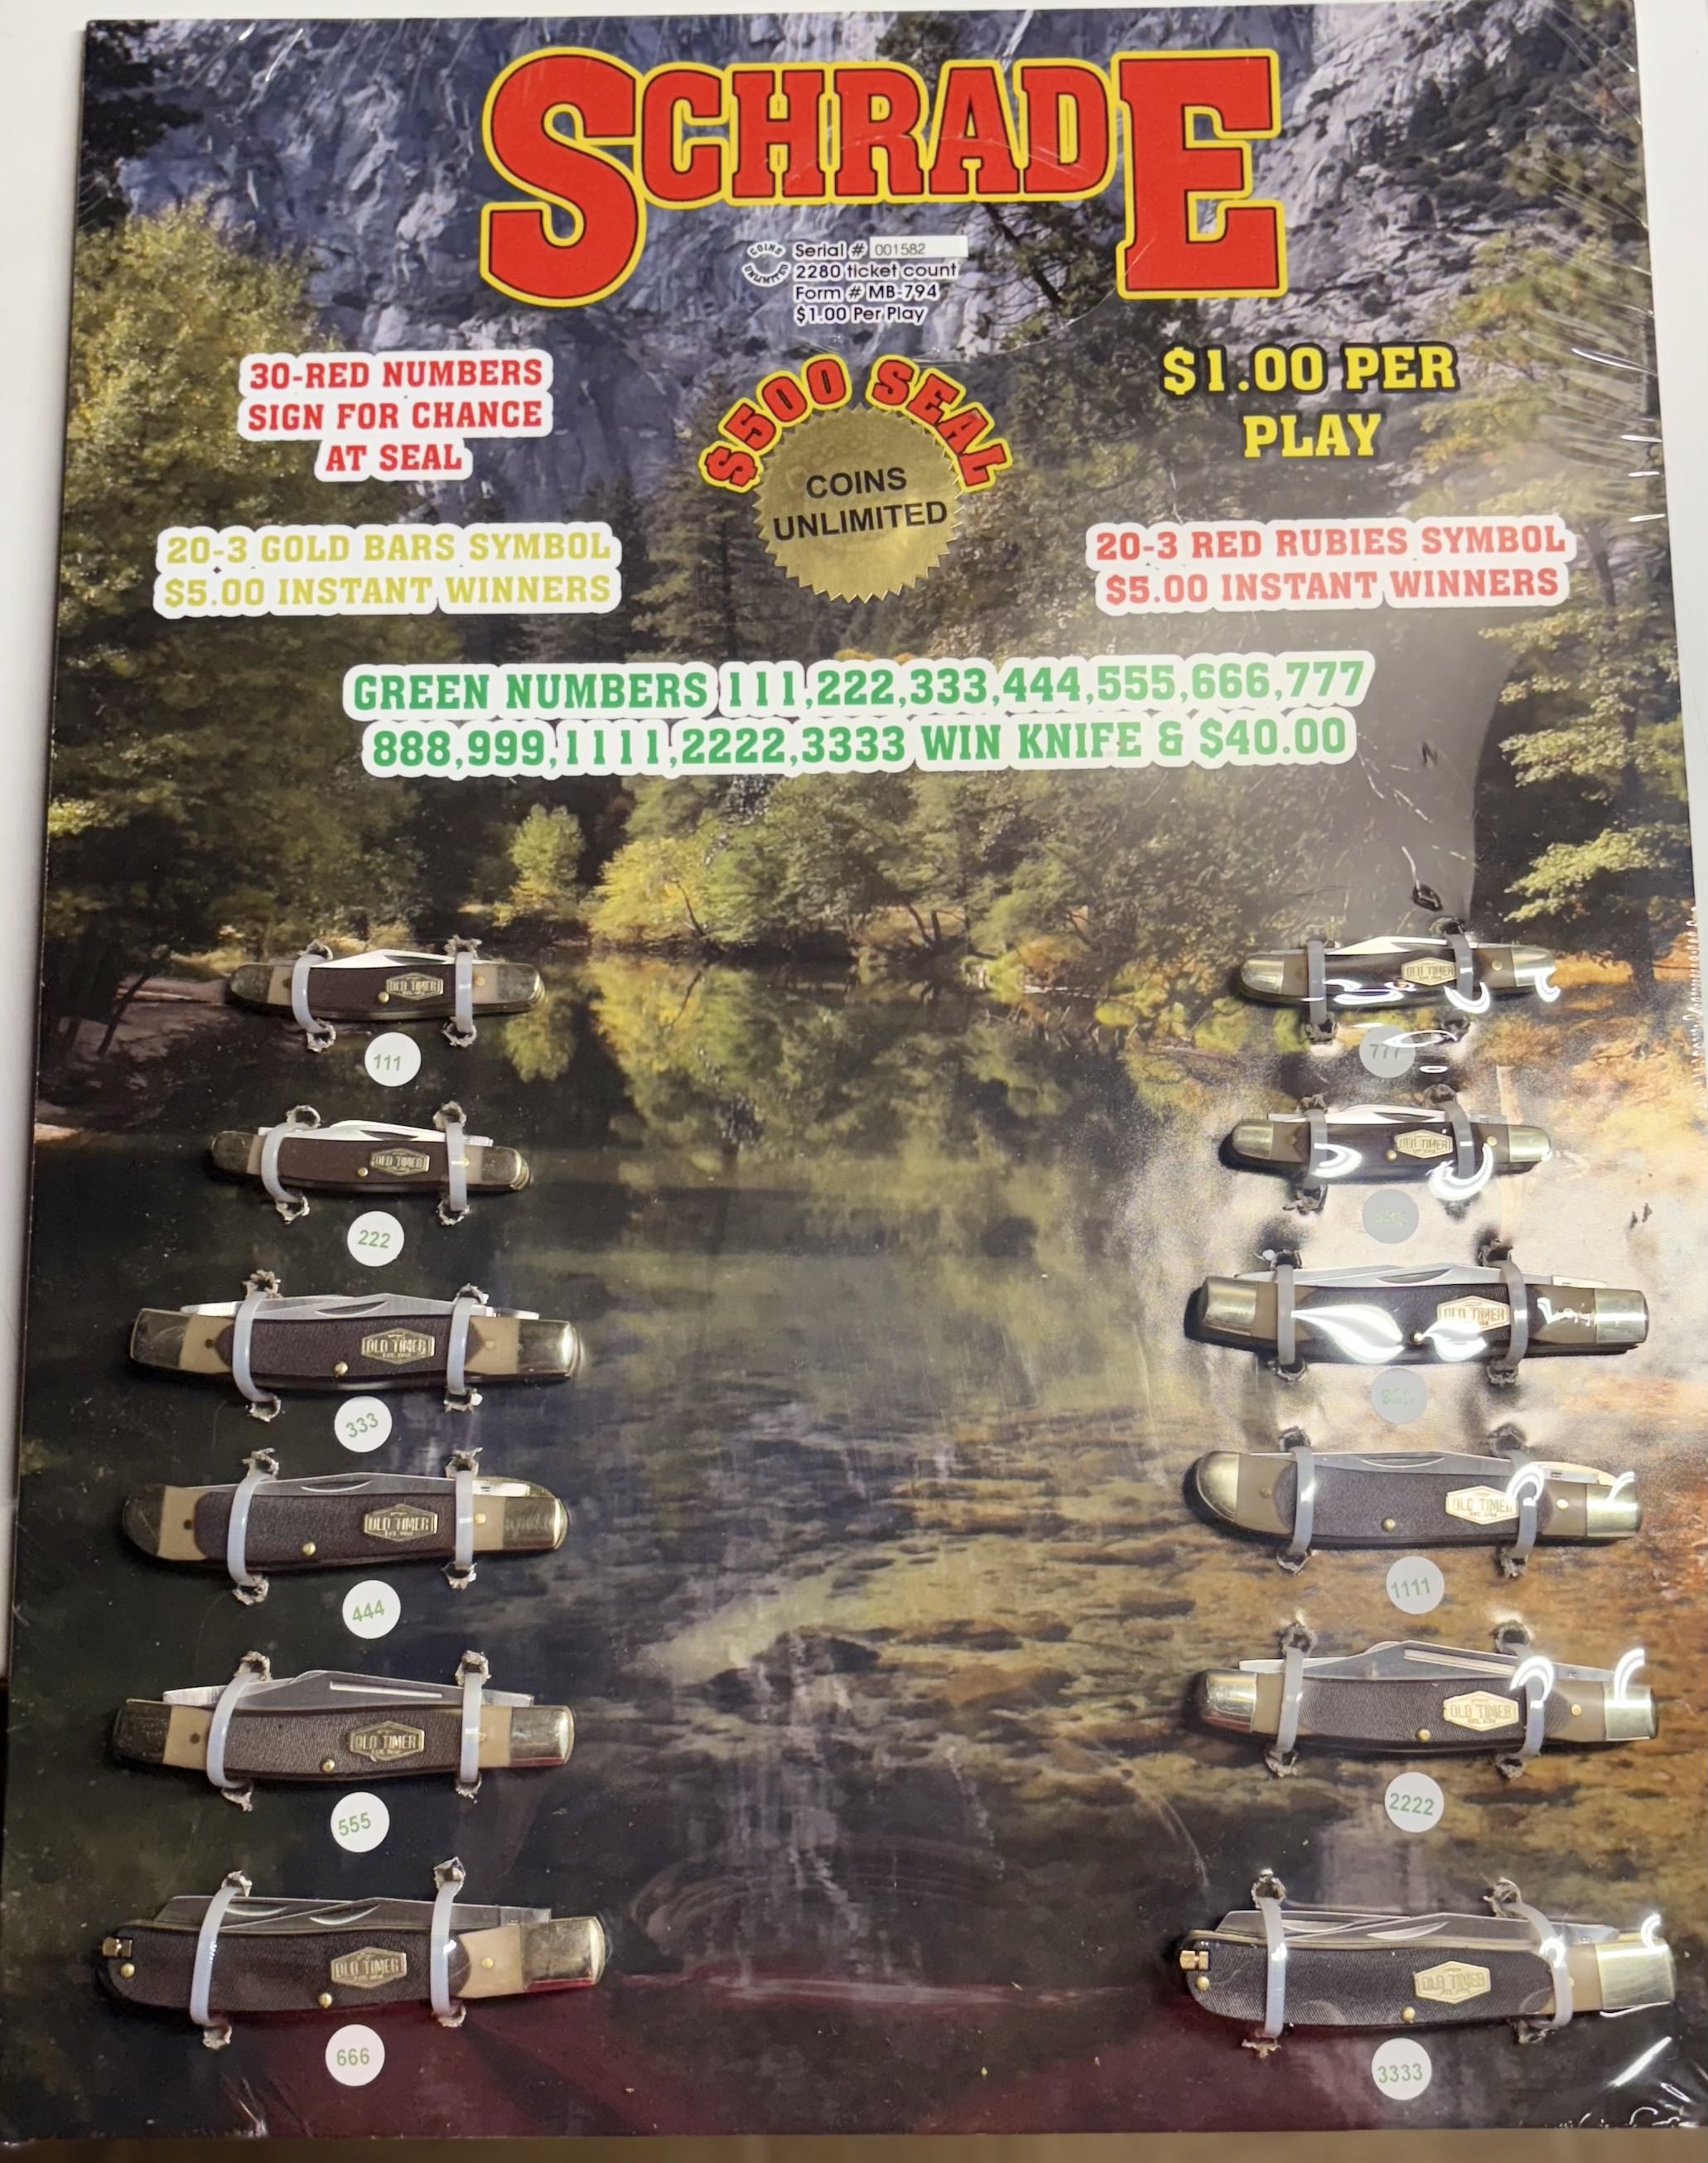 SCHRADE
COINS UNLIMITED
Serial # 001582
2280 ticket count
Form # MB-794
$1.00 Per Play
30-RED NUMBERS
SIGN FOR CHANCE
AT SEAL
$500 SEAL
COINS
UNLIMITED
$1.00 PER
PLAY
20-3 GOLD BARS SYMBOL
$5.00 INSTANT WINNERS
20-3 RED RUBIES SYMBOL
$5.00 INSTANT WINNERS
GREEN NUMBERS 111,222,333,444,555,666,777
888,999,1111,2222,3333 WIN KNIFE & $40.00
OLD TIMER
111
OLD TIMER
222
OLD TIMER
333
OLD TIMER
444
OLD TIMER
555
OLD TIMER
666
OLD TIMER
777
OLD TIMER
OLD TIMER
OLD TIMER
1111
OLD TIMER
2222
OLD TIMER
3333